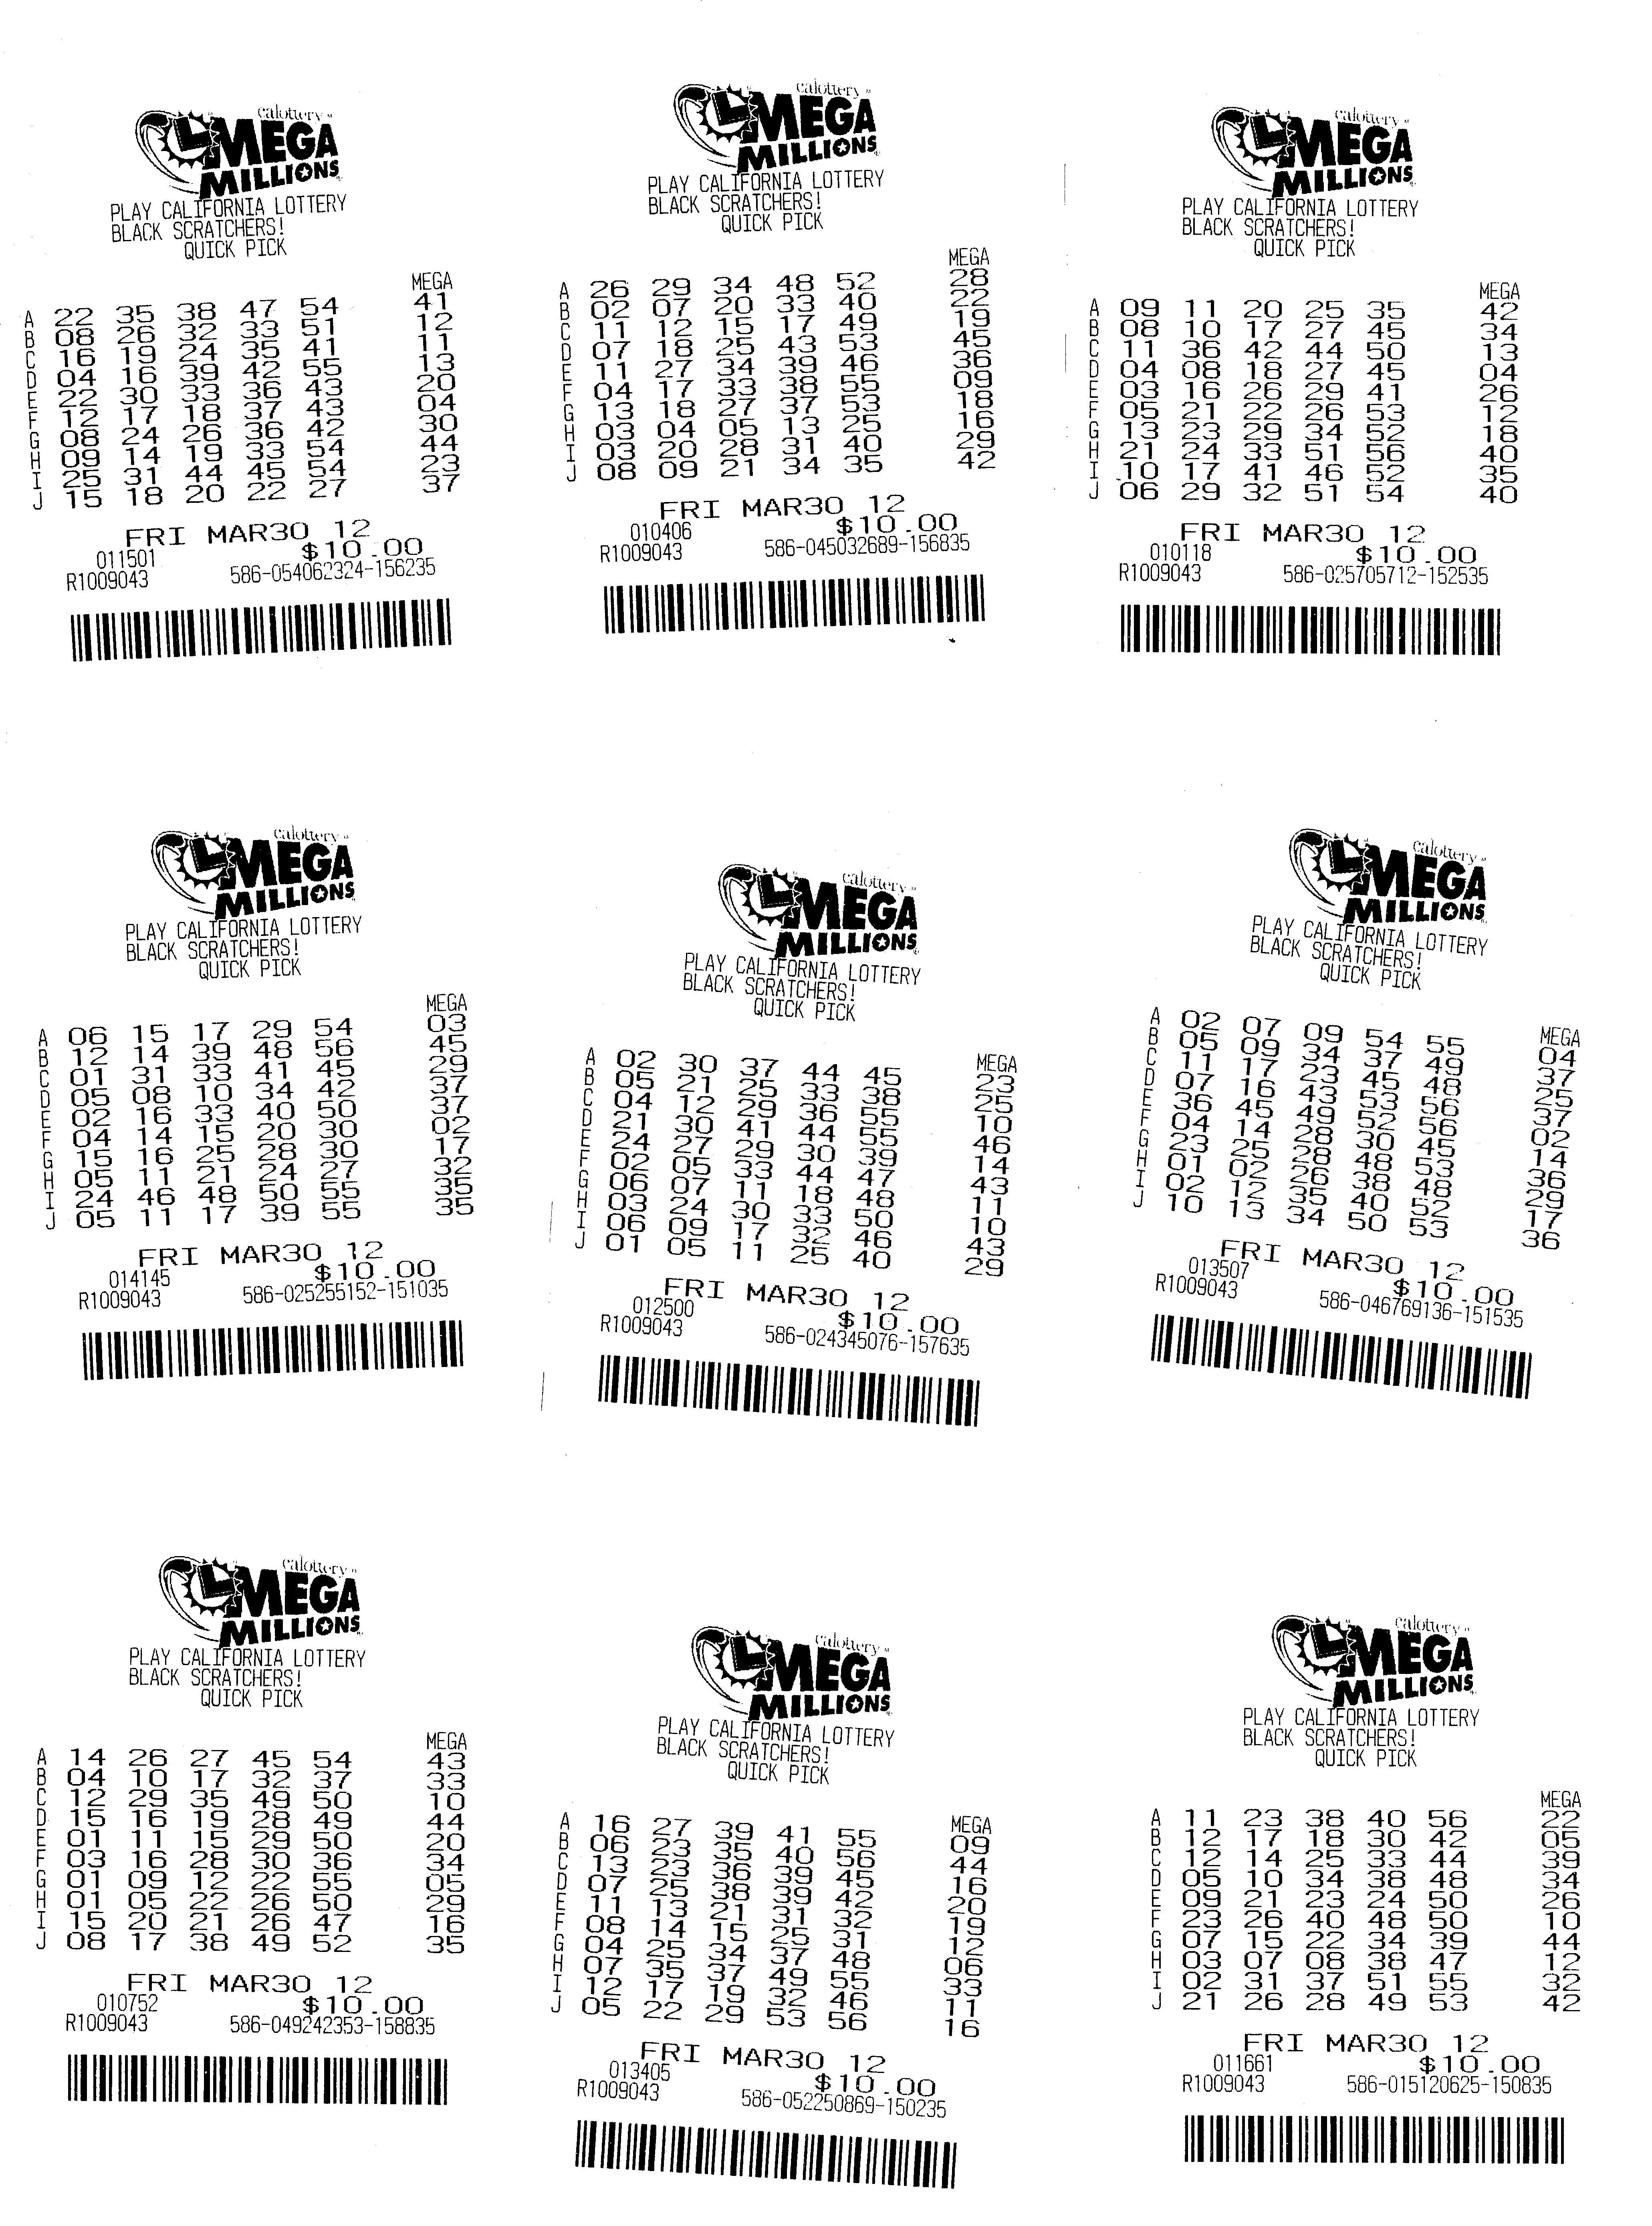 calottery
MEGA
MILLIONS
PLAY CALIFORNIA LOTTERY
BLACK SCRATCHERS!
QUICK PICK
MEGA
A 22 35 38 47 54 41
B 08 26 32 33 51 12
C 16 19 24 35 41 11
D 04 16 39 42 55 13
E 22 30 33 36 43 20
F 12 17 18 37 43 04
G 08 24 26 36 42 30
H 09 14 19 33 54 44
I 25 31 44 45 54 23
J 15 18 20 22 27 37
FRI MAR30 12
011501 $10.00
R1009043 586-054062324-156235
calottery
MEGA
MILLIONS
PLAY CALIFORNIA LOTTERY
BLACK SCRATCHERS!
QUICK PICK
MEGA
A 26 29 34 48 52 28
B 02 07 20 33 40 22
C 11 12 15 17 49 19
D 07 18 25 43 53 45
E 11 27 34 39 46 36
F 04 17 33 38 55 09
G 13 18 27 37 53 18
H 03 04 05 13 25 16
I 03 20 28 31 40 29
J 08 09 21 34 35 42
FRI MAR30 12
010406 $10.00
R1009043 586-045032689-156835
calottery
MEGA
MILLIONS
PLAY CALIFORNIA LOTTERY
BLACK SCRATCHERS!
QUICK PICK
MEGA
A 09 11 20 25 35 42
B 08 10 17 27 45 34
C 11 36 42 44 50 13
D 04 08 18 27 45 04
E 03 16 26 29 41 26
F 05 21 22 26 53 12
G 13 23 29 34 52 18
H 21 24 33 51 56 40
I 10 17 41 46 52 35
J 06 29 32 51 54 40
FRI MAR30 12
010118 $10.00
R1009043 586-025705712-152535
calottery
MEGA
MILLIONS
PLAY CALIFORNIA LOTTERY
BLACK SCRATCHERS!
QUICK PICK
MEGA
A 06 15 17 29 54 03
B 12 14 39 48 56 45
C 01 31 33 41 45 29
D 05 08 10 34 42 37
E 02 16 33 40 50 37
F 04 14 15 20 30 02
G 15 16 25 28 30 17
H 05 11 21 24 27 32
I 24 46 48 50 55 35
J 05 11 17 39 55 35
FRI MAR30 12
014145 $10.00
R1009043 586-025255152-151035
calottery
MEGA
MILLIONS
PLAY CALIFORNIA LOTTERY
BLACK SCRATCHERS!
QUICK PICK
MEGA
A 02 30 37 44 45 23
B 05 21 25 33 38 25
C 04 12 29 36 55 10
D 21 30 41 44 55 46
E 24 27 29 30 39 14
F 02 05 33 44 47 43
G 06 07 11 18 48 11
H 03 24 30 33 50 10
I 06 09 17 32 46 43
J 01 05 11 25 40 29
FRI MAR30 12
012500 $10.00
R1009043 586-024345076-157635
calottery
MEGA
MILLIONS
PLAY CALIFORNIA LOTTERY
BLACK SCRATCHERS!
QUICK PICK
MEGA
A 02 07 09 54 55 04
B 05 09 34 37 49 37
C 11 17 23 45 48 25
D 07 16 43 53 56 37
E 36 45 49 52 56 02
F 04 14 28 30 45 14
G 23 25 28 48 53 36
H 01 02 26 38 48 29
I 02 12 35 40 52 17
J 10 13 34 50 53 36
FRI MAR30 12
013507 $10.00
R1009043 586-046769136-151535
calottery
MEGA
MILLIONS
PLAY CALIFORNIA LOTTERY
BLACK SCRATCHERS!
QUICK PICK
MEGA
A 14 26 27 45 54 43
B 04 10 17 32 37 33
C 12 29 35 49 50 10
D 15 16 19 28 49 44
E 01 11 15 29 50 20
F 03 16 28 30 36 34
G 01 09 12 22 55 05
H 01 05 22 26 50 29
I 15 20 21 26 47 16
J 08 17 38 49 52 35
FRI MAR30 12
010752 $10.00
R1009043 586-049242353-158835
calottery
MEGA
MILLIONS
PLAY CALIFORNIA LOTTERY
BLACK SCRATCHERS!
QUICK PICK
MEGA
A 16 27 39 41 55 09
B 06 23 35 40 56 44
C 13 23 36 39 45 16
D 07 25 38 39 42 20
E 11 13 21 31 32 19
F 08 14 15 25 31 12
G 04 25 34 37 48 06
H 07 35 37 49 55 33
I 12 17 19 32 46 11
J 05 22 29 53 56 16
FRI MAR30 12
013405 $10.00
R1009043 586-052250869-150235
calottery
MEGA
MILLIONS
PLAY CALIFORNIA LOTTERY
BLACK SCRATCHERS!
QUICK PICK
MEGA
A 11 23 38 40 56 22
B 12 17 18 30 42 05
C 12 14 25 33 44 39
D 05 10 34 38 48 34
E 09 21 23 24 50 26
F 23 26 40 48 50 10
G 07 15 22 34 39 44
H 03 07 08 38 47 12
I 02 31 37 51 55 32
J 21 26 28 49 53 42
FRI MAR30 12
011661 $10.00
R1009043 586-015120625-150835